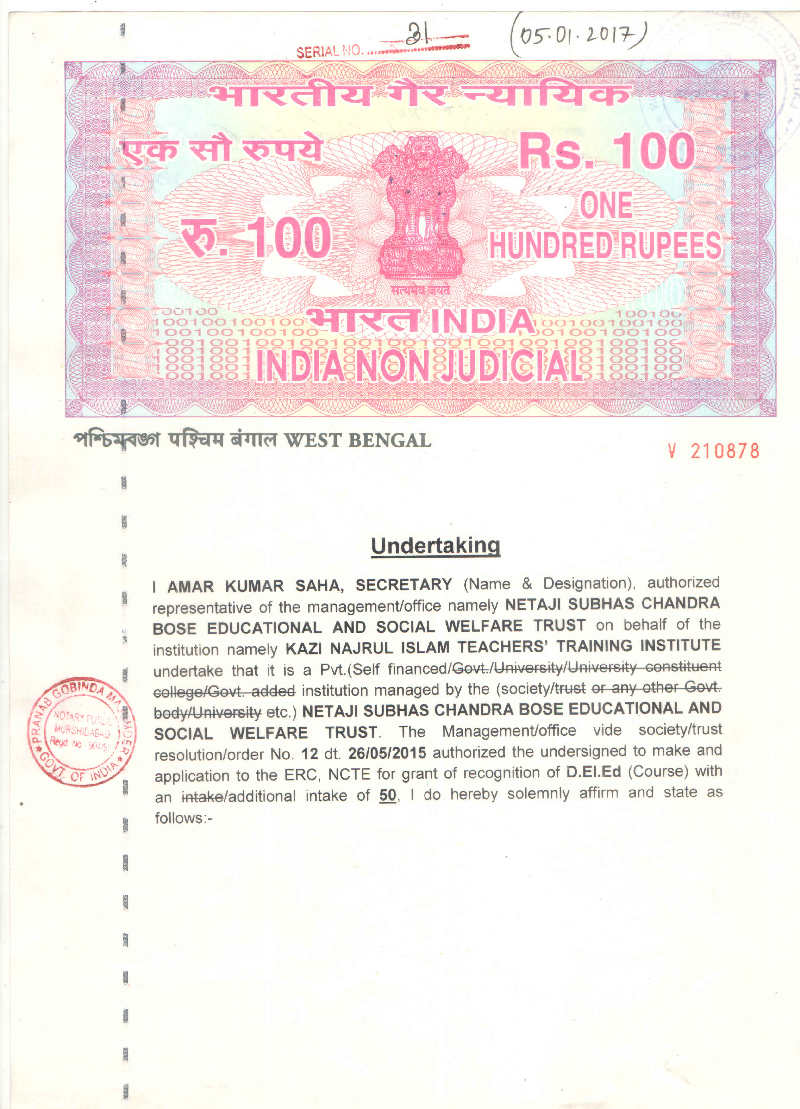 SERIAL NO. 21 (05.01.2017)
भारतीय गैर न्यायिक
एक सौ रुपये Rs. 100
रु. 100 ONE
HUNDRED RUPEES
सत्यमेव जयते
भारत INDIA
INDIA NON JUDICIAL
পশ্চিমবঙ্গ पश्चिम बंगाल WEST BENGAL
V 210878
Undertaking
I AMAR KUMAR SAHA, SECRETARY (Name & Designation), authorized
representative of the management/office namely NETAJI SUBHAS CHANDRA
BOSE EDUCATIONAL AND SOCIAL WELFARE TRUST on behalf of the
institution namely KAZI NAJRUL ISLAM TEACHERS' TRAINING INSTITUTE
undertake that it is a Pvt.(Self financed/Govt./University/University constituent
college/Govt. added institution managed by the (society/trust or any other Govt.
body/University etc.) NETAJI SUBHAS CHANDRA BOSE EDUCATIONAL AND
SOCIAL WELFARE TRUST. The Management/office vide society/trust
resolution/order No. 12 dt. 26/05/2015 authorized the undersigned to make and
application to the ERC, NCTE for grant of recognition of D.El.Ed (Course) with
an intake/additional intake of 50, I do hereby solemnly affirm and state as
follows:-
PRANAB GOBINDA
NOTARY
MURSHIDABAD
Regd. No.
GOVT. OF INDIA